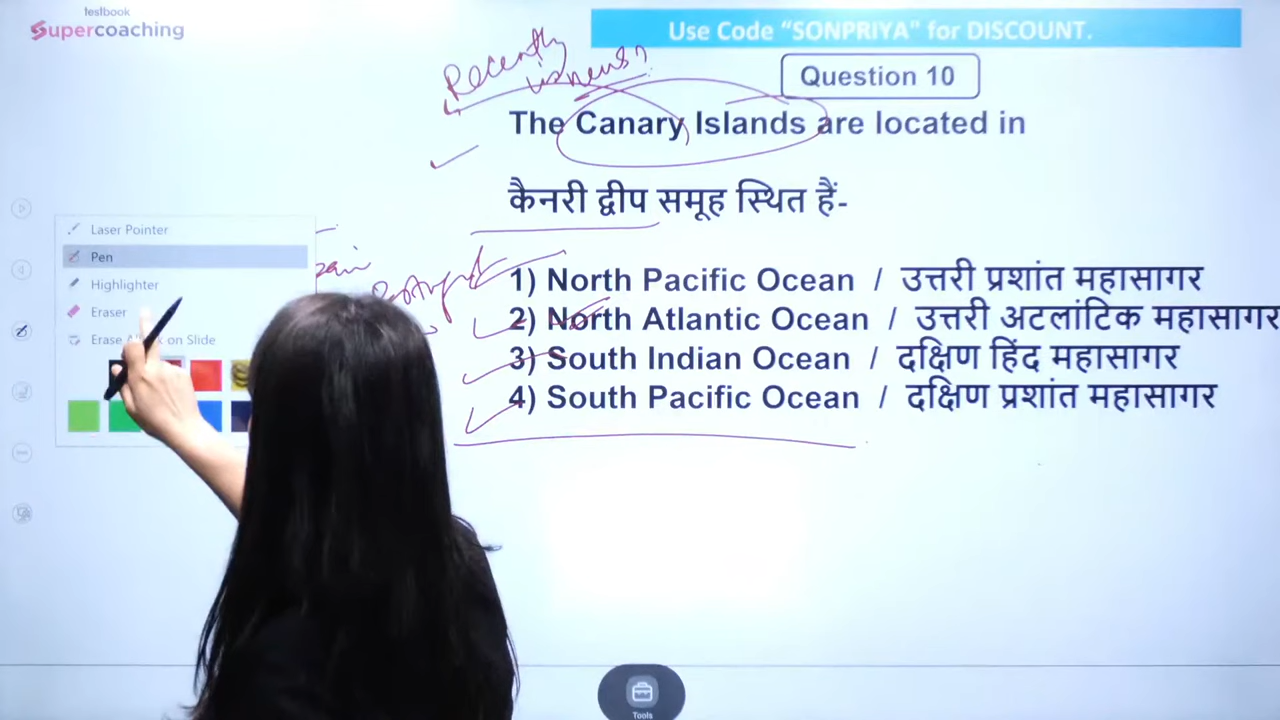 testbook
Supercoaching
Use Code “SONPRIYA" for DISCOUNT.
Recently
in news?
Question 10
The Canary Islands are located in
कैनरी द्वीप समूह स्थित हैं-
Laser Pointer
Pen
Highlighter
Eraser
1) North Pacific Ocean / उत्तरी प्रशांत महासागर
2) North Atlantic Ocean / उत्तरी अटलांटिक महासागर
3) South Indian Ocean / दक्षिण हिंद महासागर
4) South Pacific Ocean / दक्षिण प्रशांत महासागर
on Slide
Tools